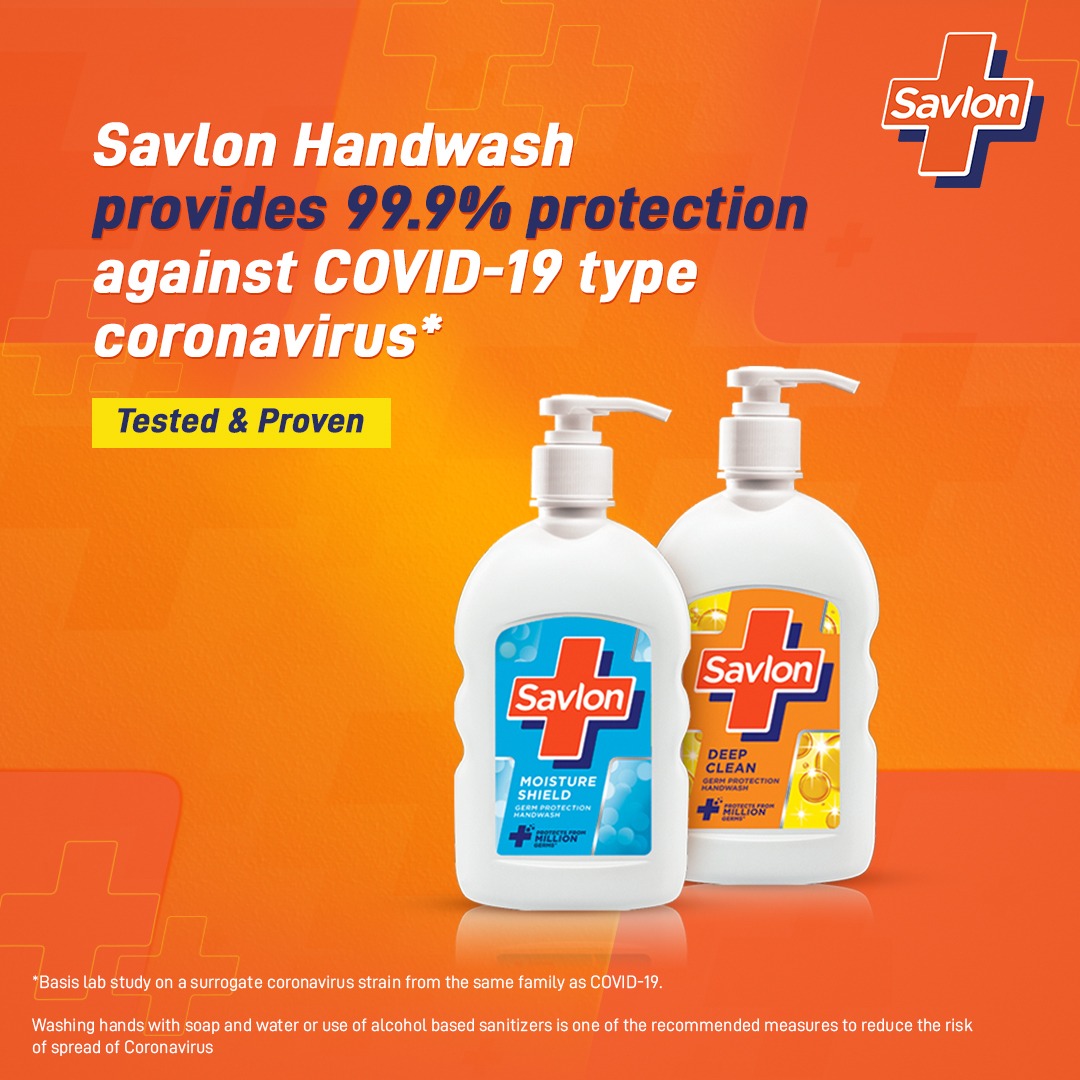 Savlon
Savlon Handwash
provides 99.9% protection
against COVID-19 type
coronavirus*
Tested & Proven
Savlon
MOISTURE
SHIELD
GERM PROTECTION
HANDWASH
PROTECTS FROM
MILLION
GERMS*
Savlon
DEEP
CLEAN
GERM PROTECTION
HANDWASH
PROTECTS FROM
MILLION
GERMS*
*Basis lab study on a surrogate coronavirus strain from the same family as COVID-19.
Washing hands with soap and water or use of alcohol based sanitizers is one of the recommended measures to reduce the risk
of spread of Coronavirus